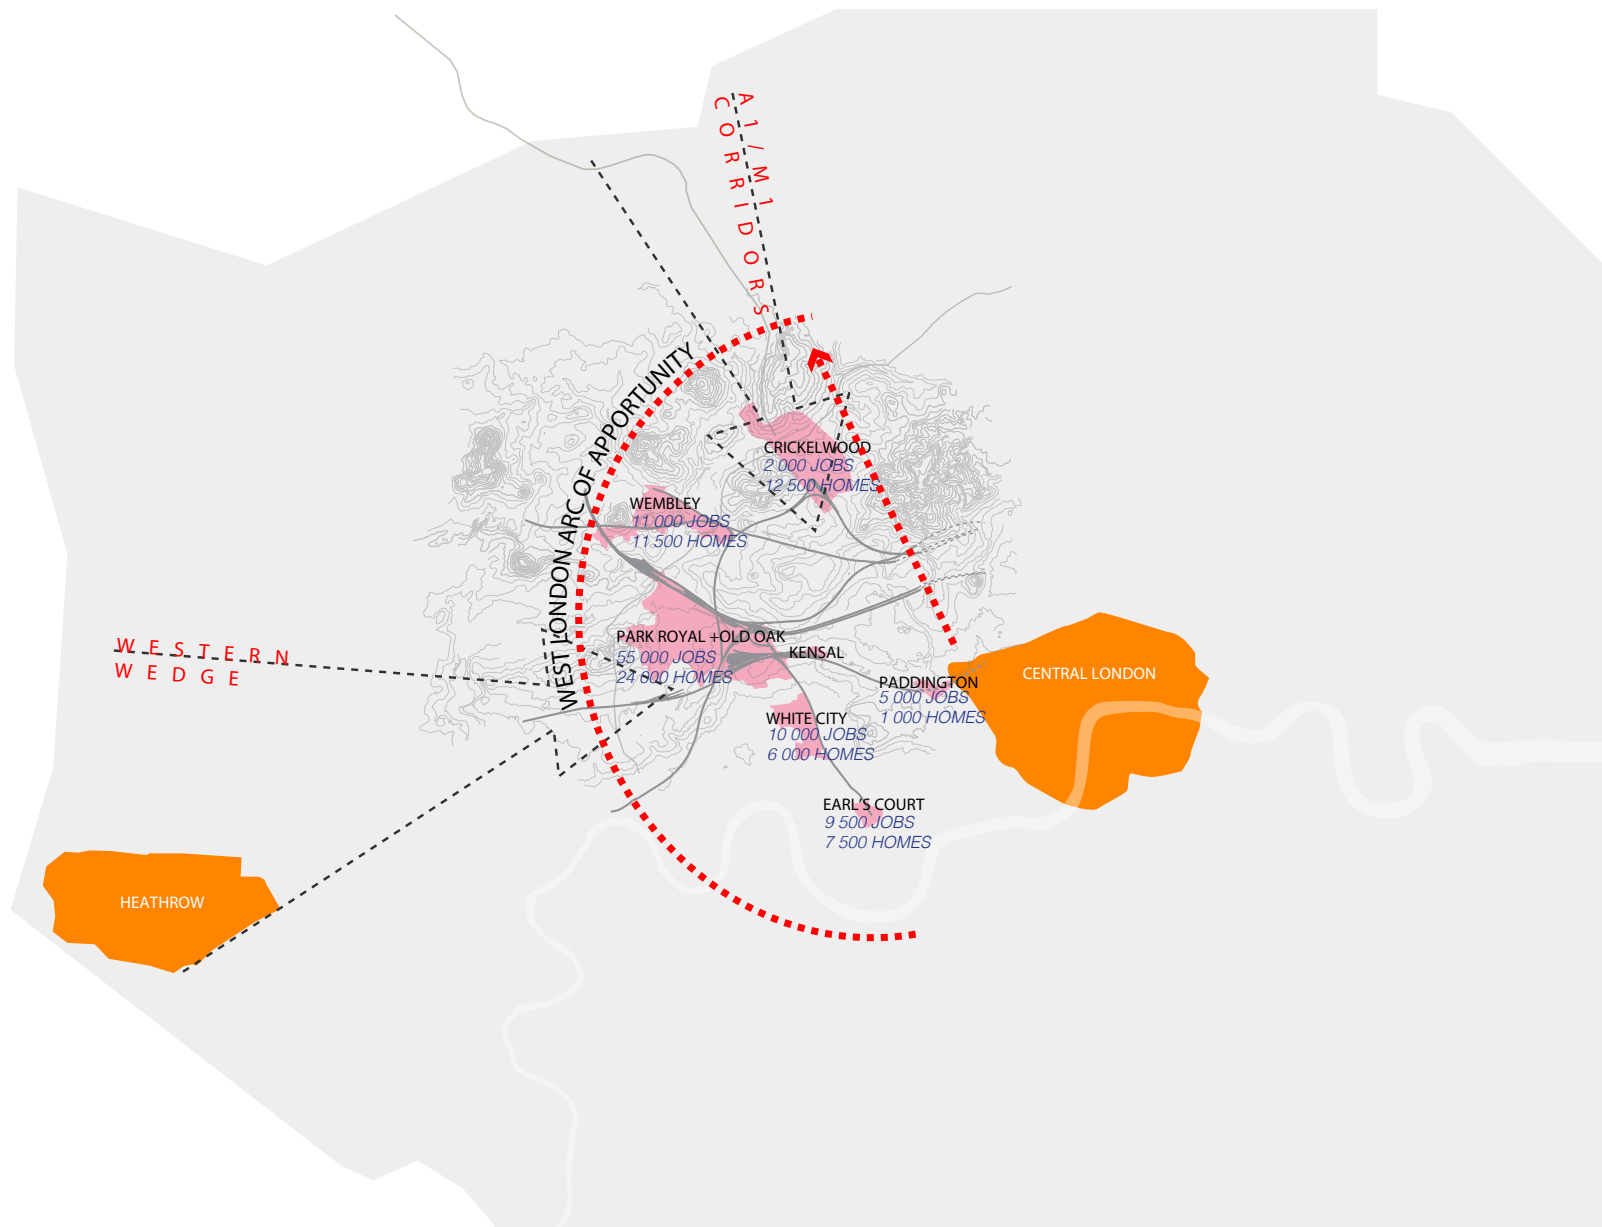 A1/M1
CORRIDORS
WEST LONDON ARC OF APPORTUNITY
CRICKELWOOD
2 000 JOBS
12 500 HOMES
WEMBLEY
11 000 JOBS
11 500 HOMES
WESTERN
WEDGE
PARK ROYAL +OLD OAK
55 000 JOBS
24 000 HOMES
KENSAL
PADDINGTON
5 000 JOBS
1 000 HOMES
CENTRAL LONDON
WHITE CITY
10 000 JOBS
6 000 HOMES
EARL'S COURT
9 500 JOBS
7 500 HOMES
HEATHROW